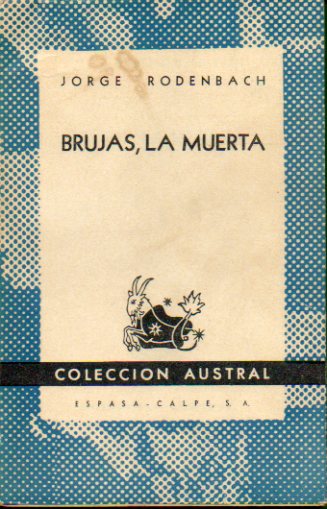 JORGE RODENBACH
BRUJAS, LA MUERTA
COLECCION AUSTRAL
ESPASA-CALPE, S. A.